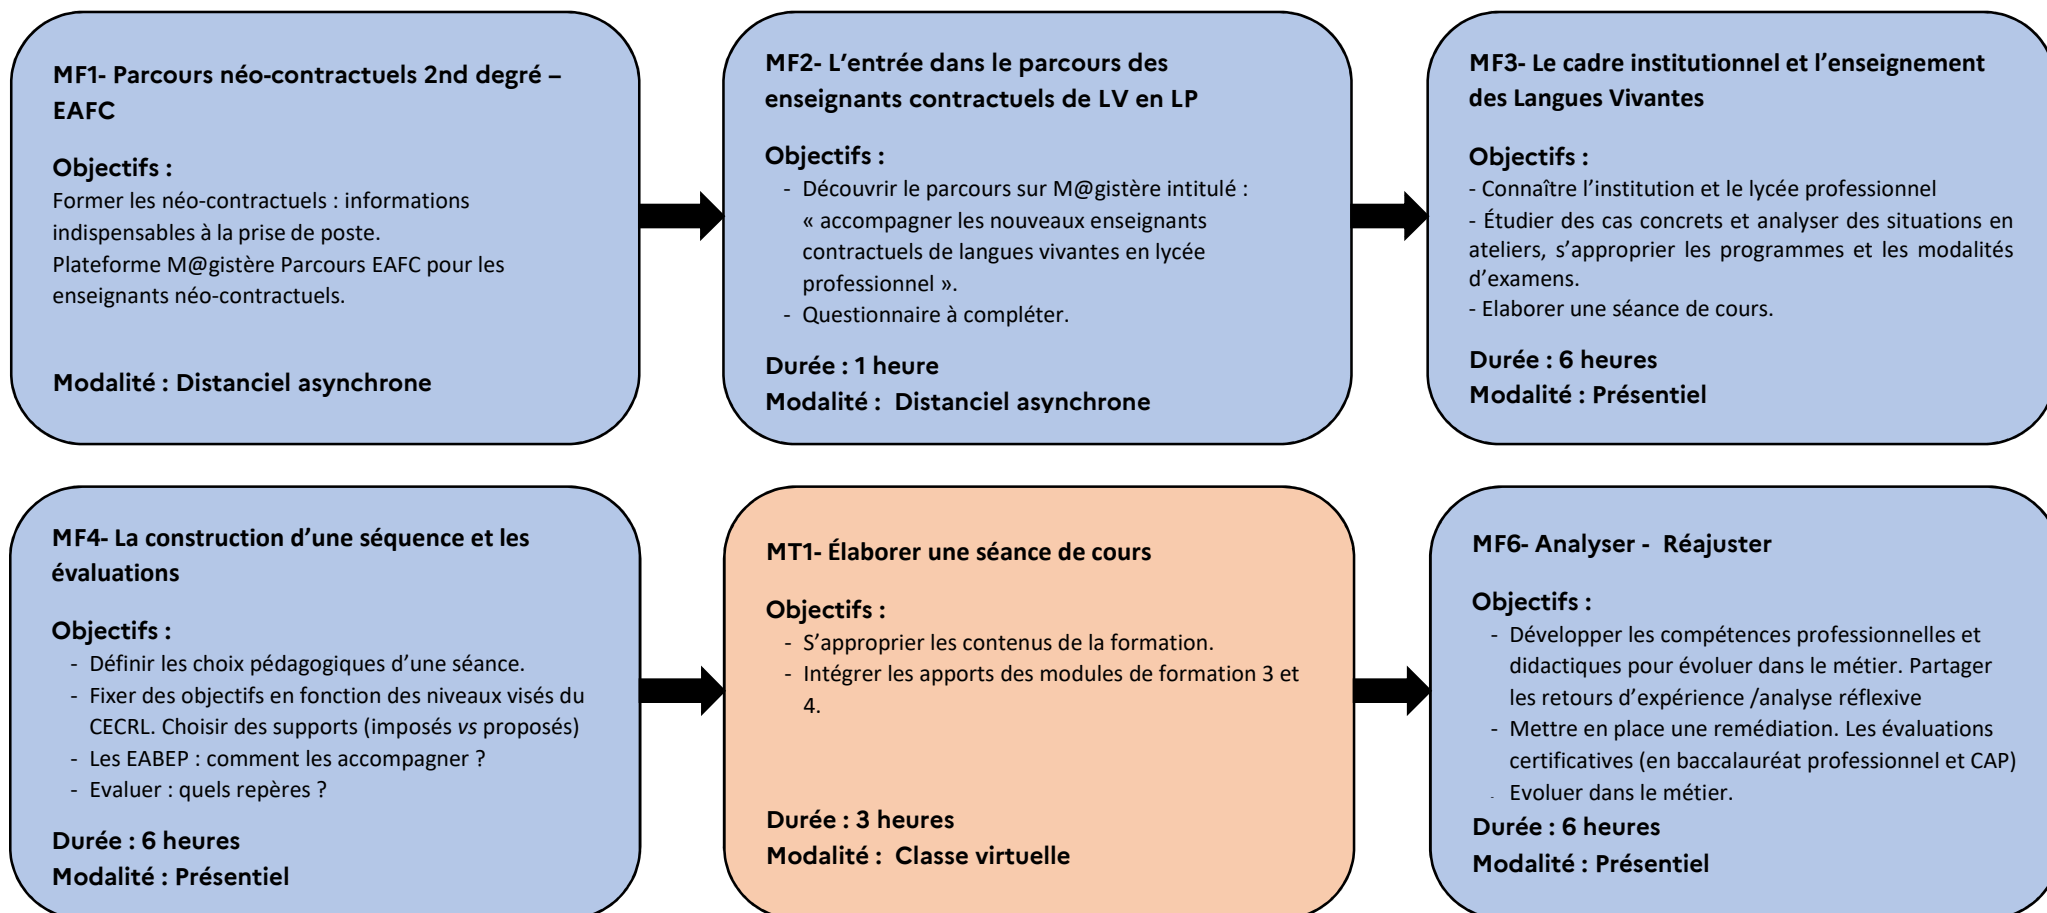 MF1- Parcours néo-contractuels 2nd degré –
EAFC
Objectifs :
Former les néo-contractuels : informations
indispensables à la prise de poste.
Plateforme M@gistère Parcours EAFC pour les
enseignants néo-contractuels.
Modalité : Distanciel asynchrone
MF2- L’entrée dans le parcours des
enseignants contractuels de LV en LP
Objectifs :
- Découvrir le parcours sur M@gistère intitulé :
« accompagner les nouveaux enseignants
contractuels de langues vivantes en lycée
professionnel ».
- Questionnaire à compléter.
Durée : 1 heure
Modalité : Distanciel asynchrone
MF3- Le cadre institutionnel et l’enseignement
des Langues Vivantes
Objectifs :
- Connaître l’institution et le lycée professionnel
- Étudier des cas concrets et analyser des situations en
ateliers, s’approprier les programmes et les modalités
d’examens.
- Elaborer une séance de cours.
Durée : 6 heures
Modalité : Présentiel
MF4- La construction d’une séquence et les
évaluations
Objectifs :
- Définir les choix pédagogiques d’une séance.
- Fixer des objectifs en fonction des niveaux visés du
CECRL. Choisir des supports (imposés vs proposés)
- Les EABEP : comment les accompagner ?
- Evaluer : quels repères ?
Durée : 6 heures
Modalité : Présentiel
MT1- Élaborer une séance de cours
Objectifs :
- S’approprier les contenus de la formation.
- Intégrer les apports des modules de formation 3 et
4.
Durée : 3 heures
Modalité : Classe virtuelle
MF6- Analyser - Réajuster
Objectifs :
- Développer les compétences professionnelles et
didactiques pour évoluer dans le métier. Partager
les retours d’expérience /analyse réflexive
- Mettre en place une remédiation. Les évaluations
certificatives (en baccalauréat professionnel et CAP)
- Evoluer dans le métier.
Durée : 6 heures
Modalité : Présentiel